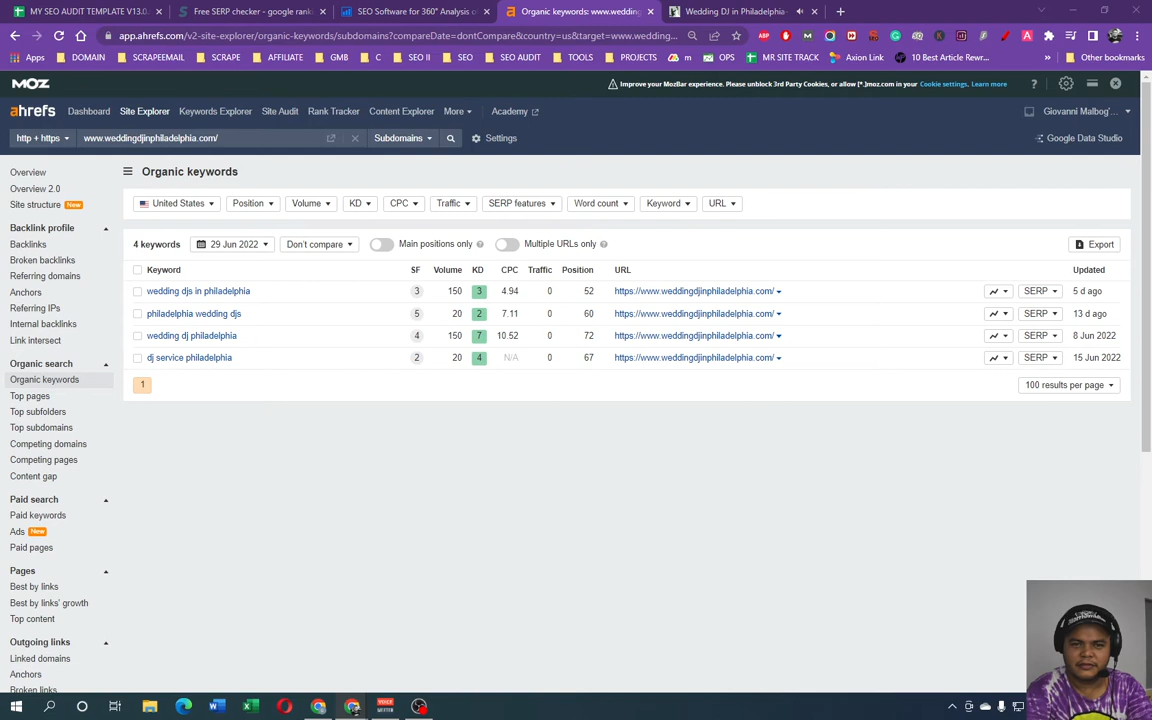 MY SEO AUDIT TEMPLATE V13.0.
Free SERP checker - google rank
SEO Software for 360° Analysis o
Organic keywords: www.wedding
Wedding DJ in Philadelphia-
app.ahrefs.com/v2-site-explorer/organic-keywords/subdomains?compareDate=dontCompare&country=us&target=www.wedding...
Apps DOMAIN SCRAPEEMAIL SCRAPE AFFILIATE GMB C SEO II SEO SEO AUDIT TOOLS PROJECTS m OPS MR SITE TRACK Axion Link 10 Best Article Rewr... » Other bookmarks
MOZ
Improve your MozBar experience. Please unblock 3rd Party Cookies, or allow [*.]moz.com in your Cookie settings. Learn more
ahrefs Dashboard Site Explorer Keywords Explorer Site Audit Rank Tracker Content Explorer More Academy
Giovanni Malbog'...
http + https www.weddingdjinphiladelphia.com/ Subdomains Settings
Google Data Studio
Overview
Overview 2.0
Site structure New
Backlink profile
Backlinks
Broken backlinks
Referring domains
Anchors
Referring IPs
Internal backlinks
Link intersect
Organic search
Organic keywords
Top pages
Top subfolders
Top subdomains
Competing domains
Competing pages
Content gap
Paid search
Paid keywords
Ads New
Paid pages
Pages
Best by links
Best by links' growth
Top content
Outgoing links
Linked domains
Anchors
Broken links
Organic keywords
United States Position Volume KD CPC Traffic SERP features Word count Keyword URL
4 keywords 29 Jun 2022 Don't compare Main positions only Multiple URLs only Export
Keyword SF Volume KD CPC Traffic Position URL Updated
wedding djs in philadelphia 3 150 3 4.94 0 52 https://www.weddingdjinphiladelphia.com/ SERP 5 d ago
philadelphia wedding djs 5 20 2 7.11 0 60 https://www.weddingdjinphiladelphia.com/ SERP 13 d ago
wedding dj philadelphia 4 150 7 10.52 0 72 https://www.weddingdjinphiladelphia.com/ SERP 8 Jun 2022
dj service philadelphia 2 20 4 N/A 0 67 https://www.weddingdjinphiladelphia.com/ SERP 15 Jun 2022
1
100 results per page